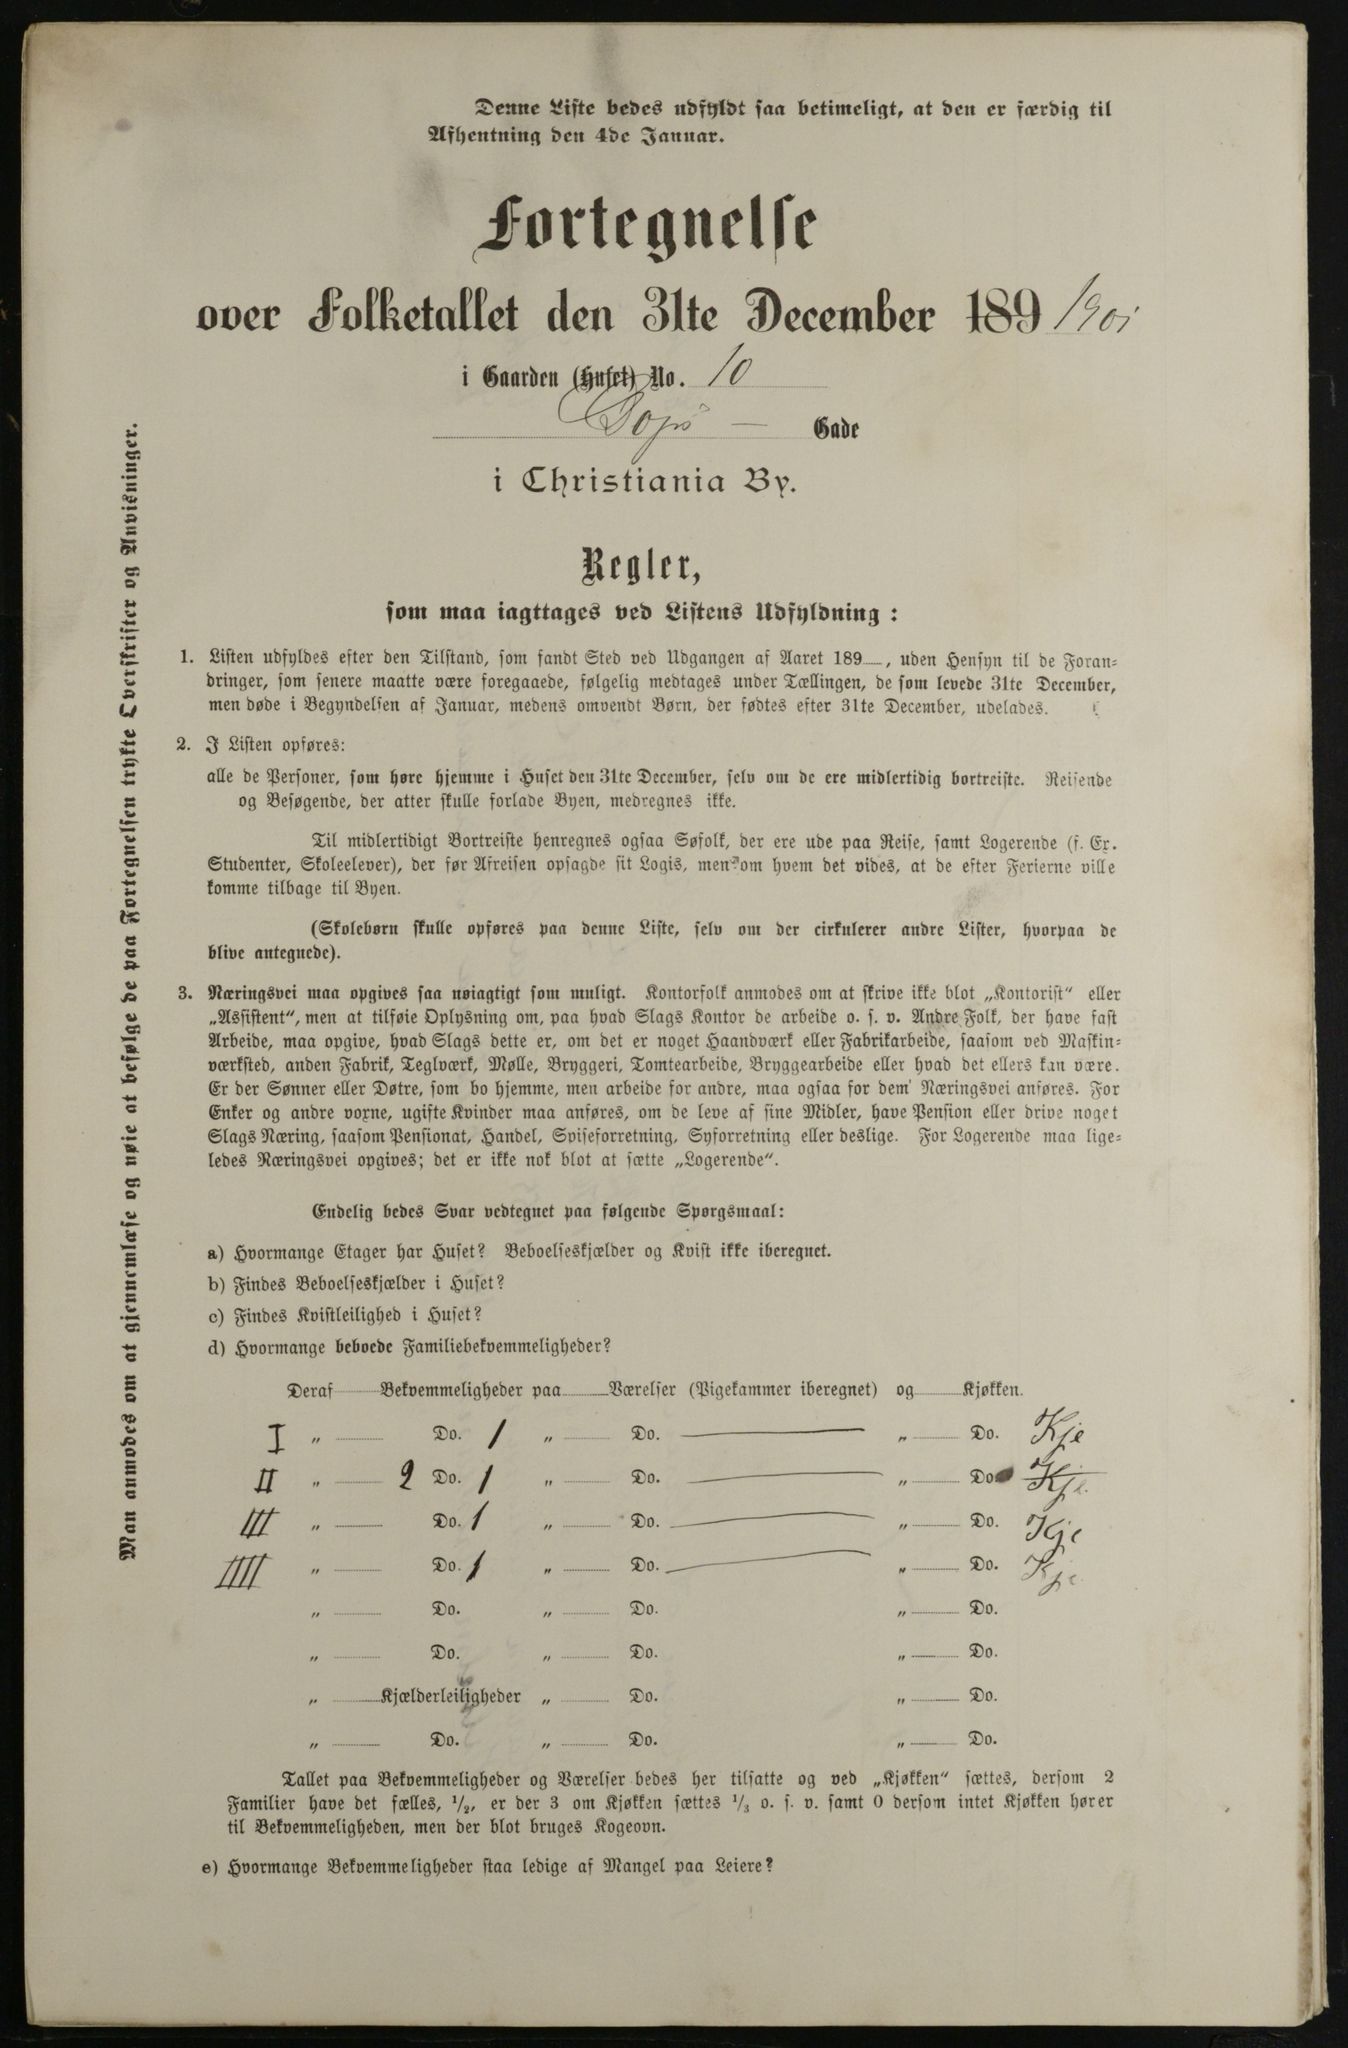 Denne Liste bedes udfyldt saa betimeligt, at den er færdig til
Afhentning den 4de Januar.
Fortegnelse
over Folketallet den 31te December 189 1901
i Gaarden (Huset) No. 10
Gade
i Christiania By.
Regler,
som maa iagttages ved Listens Udfyldning:
1. Listen udfyldes efter den Tilstand, som fandt Sted ved Udgangen af Aaret 189 , uden Hensyn til de Foran-
dringer, som senere maatte være foregaaede, følgelig medtages under Tællingen, de som levede 31te December,
men døde i Begyndelsen af Januar, medens omvendt Børn, der fødtes efter 31te December, udelades.
2. I Listen opføres:
alle de Personer, som høre hjemme i Huset den 31te December, selv om de ere midlertidig bortreiste. Reisende
og Besøgende, der atter skulle forlade Byen, medregnes ikke.
Til midlertidigt Bortreiste henregnes ogsaa Søfolk, der ere ude paa Reise, samt Logerende (f. Ex.
Studenter, Skoleelever), der før Afreisen opsagde sit Logis, men om hvem det vides, at de efter Ferierne ville
komme tilbage til Byen.
(Skolebørn skulle opføres paa denne Liste, selv om der cirkulerer andre Lister, hvorpaa de
blive antegnede).
3. Næringsvei maa opgives saa nøiagtigt som muligt. Kontorfolk anmodes om at skrive ikke blot „Kontorist“ eller
„Assistent“, men at tilføie Oplysning om, paa hvad Slags Kontor de arbeide o. s. v. Andre Folk, der have fast
Arbeide, maa opgive, hvad Slags dette er, om det er noget Haandværk eller Fabrikarbeide, saasom ved Maskin-
værksted, anden Fabrik, Teglværk, Mølle, Bryggeri, Tomtearbeide, Bryggearbeide eller hvad det ellers kan være.
Er der Sønner eller Døtre, som bo hjemme, men arbeide for andre, maa ogsaa for dem Næringsvei anføres. For
Enker og andre voxne, ugifte Kvinder maa anføres, om de leve af sine Midler, have Pension eller drive noget
Slags Næring, saasom Pensionat, Handel, Spiseforretning, Syforretning eller deslige. For Logerende maa lige-
ledes Næringsvei opgives; det er ikke nok blot at sætte „Logerende“.
Endelig bedes Svar vedtegnet paa følgende Spørgsmaal:
a) Hvormange Etager har Huset? Beboelseskjælder og Kvist ikke iberegnet.
b) Findes Beboelseskjælder i Huset?
c) Findes Kvistleilighed i Huset?
d) Hvormange beboede Familiebekvemmeligheder?
Deraf Bekvemmeligheder paa Værelser (Pigekammer iberegnet) og Kjøkken.
I „ Do. 1 „ Do. „ Do. Kje
II „ 2 Do. 1 „ Do. „ Do. Kje
III „ Do. 1 „ Do. „ Do. Kje
IIII „ Do. 1 „ Do. „ Do. Kje
„ Do. „ Do. „ Do.
„ Do. „ Do. „ Do.
„ Kjælderleiligheder „ Do. „ Do.
„ Do. „ Do. „ Do.
Tallet paa Bekvemmeligheder og Værelser bedes her tilsatte og ved „Kjøkken“ sættes, dersom 2
Familier have det fælles, 1/2, er der 3 om Kjøkken sættes 1/3 o. s. v. samt 0 dersom intet Kjøkken hører
til Bekvemmeligheden, men der blot bruges Kogeovn.
e) Hvormange Bekvemmeligheder staa ledige af Mangel paa Leiere?
Man anmodes om at gjennemlæse og nøie at befølge de paa Fortegnelsen trykte Overskrifter og Anvisninger.